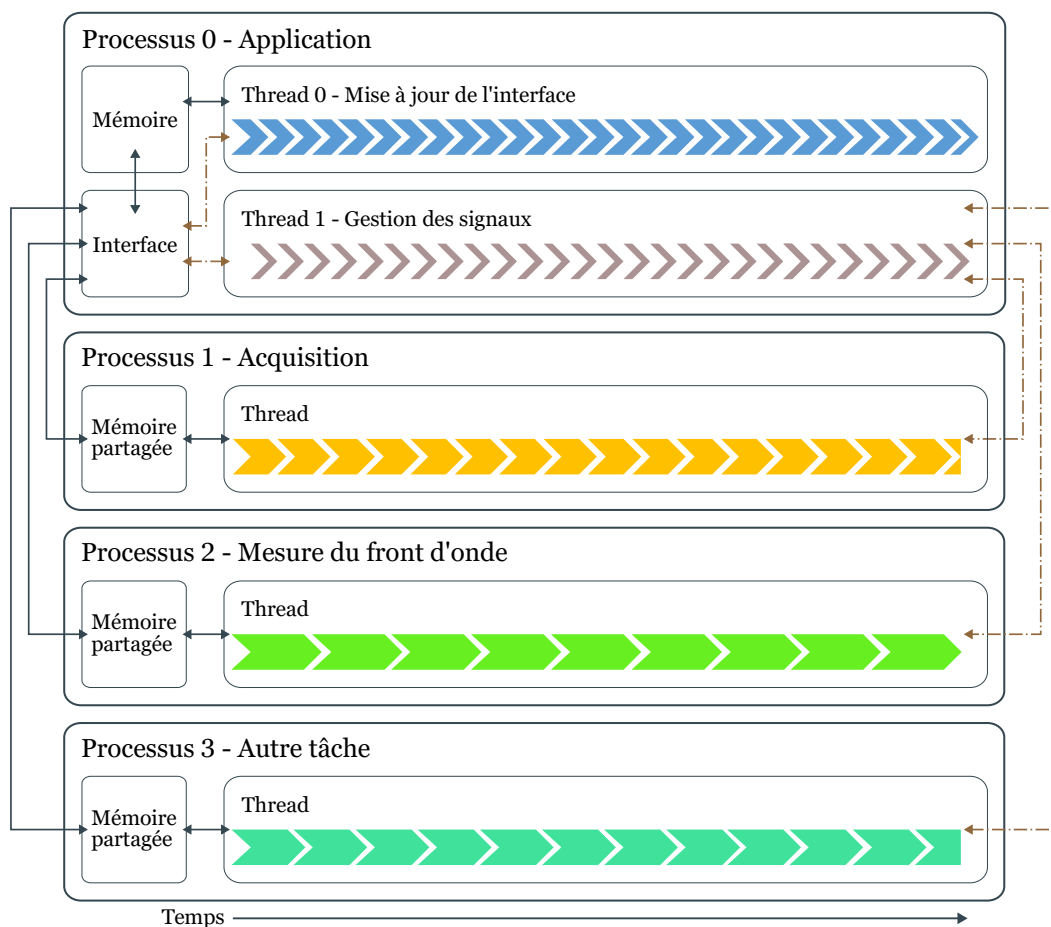 Processus 0 - Application
Mémoire
Thread 0 - Mise à jour de l'interface
Interface
Thread 1 - Gestion des signaux
Processus 1 - Acquisition
Mémoire
partagée
Thread
Processus 2 - Mesure du front d'onde
Mémoire
partagée
Thread
Processus 3 - Autre tâche
Mémoire
partagée
Thread
Temps